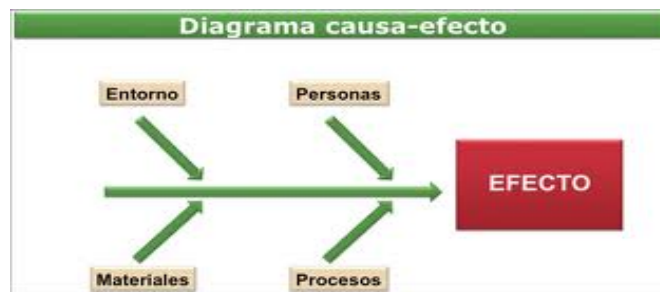 Diagrama causa-efecto
Entorno
Personas
EFECTO
Materiales
Procesos